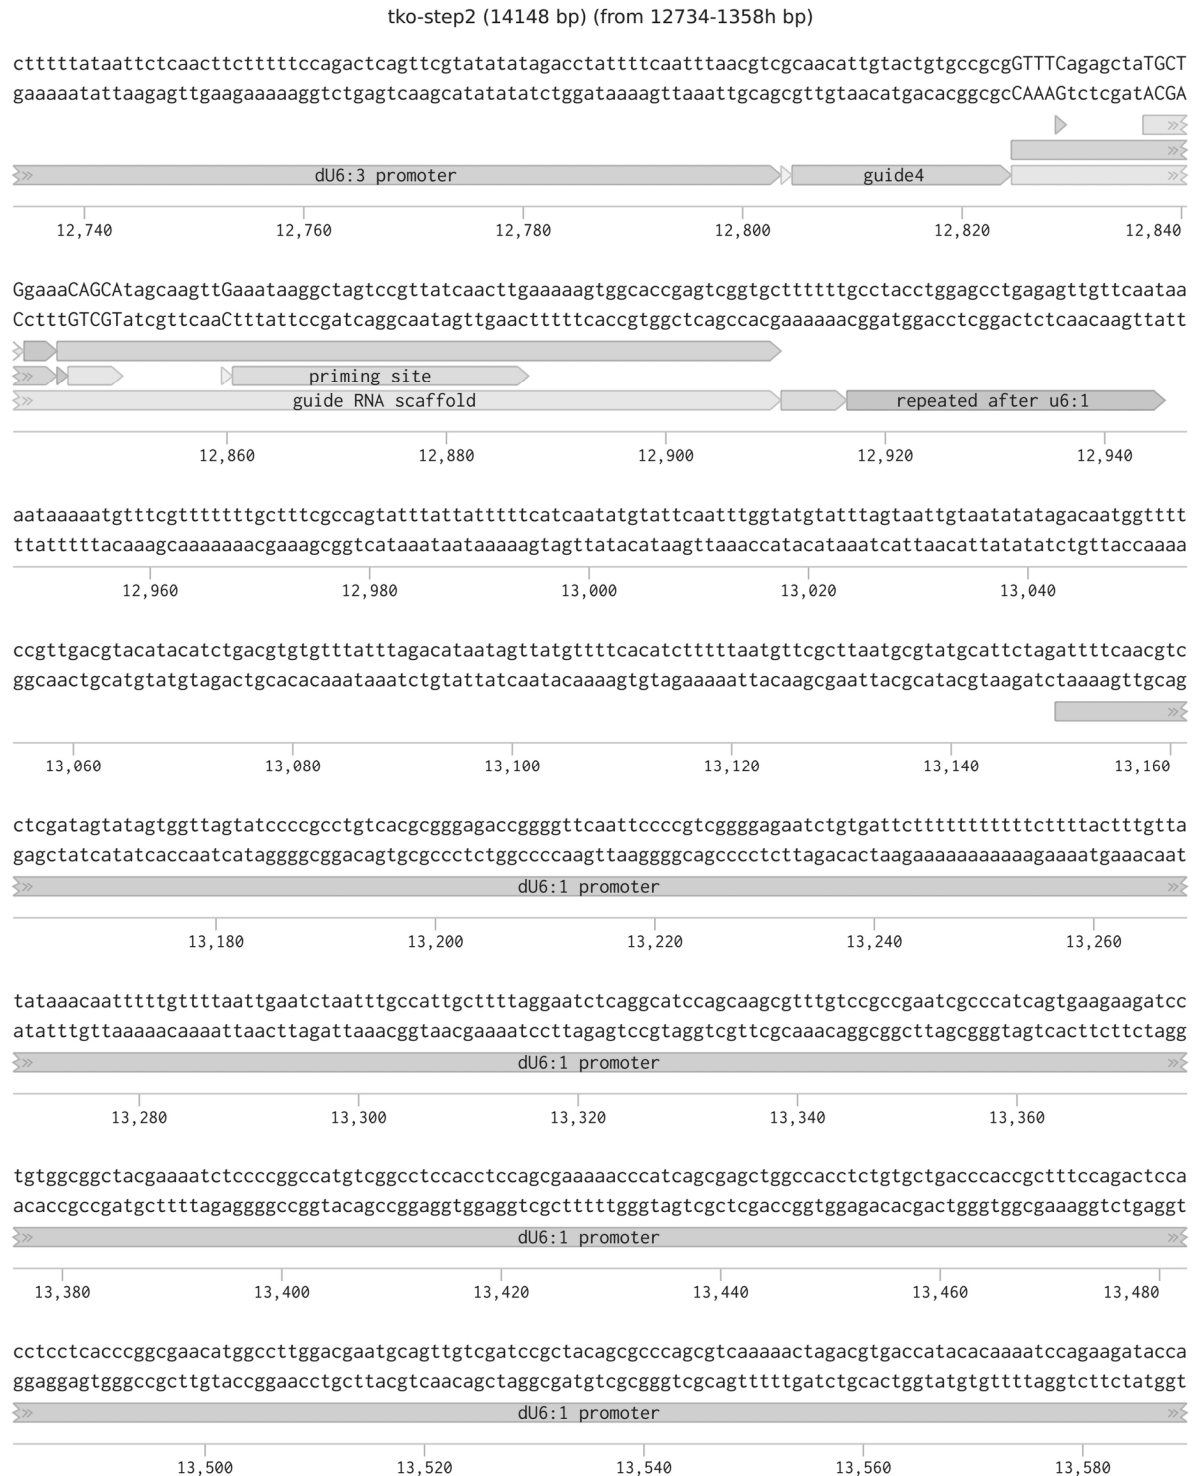 tko-step2 (14148 bp) (from 12734-1358h bp)
ctttttataattctcaacttctttttccagactcagttcgtatatatagacctattttcaatttaacgtcgcaacattgtactgtgccgcgGTTTCagagctaTGCT
gaaaaatattaagagttgaagaaaaaggtctgagtcaagcatatatatctggataaaagttaaattgcagcgttgtaacatgacacggcgcCAAAGtctcgatACGA
dU6:3 promoter guide4
12,740 12,760 12,780 12,800 12,820 12,840
GgaaaCAGCAtagcaagttGaaataaggctagtccgttatcaacttgaaaaagtggcaccgagtcggtgcttttttgcctacctggagcctgagagttgttcaataa
CctttGTCGTatcgttcaaCtttattccgatcaggcaatagttgaactttttcaccgtggctcagccacgaaaaaacggatggacctcggactctcaacaagttatt
priming site
guide RNA scaffold repeated after u6:1
12,860 12,880 12,900 12,920 12,940
aataaaaatgtttcgtttttttgctttcgccagtatttattatttttcatcaatatgtattcaatttggtatgtatttagtaattgtaatatatagacaatggtttt
ttatttttacaaagcaaaaaaacgaaagcggtcataaataataaaaagtagttatacataagttaaaccatacataaatcattaacattatatatctgttaccaaaa
12,960 12,980 13,000 13,020 13,040
ccgttgacgtacatacatctgacgtgtgtttatttagacataatagttatgttttcacatctttttaatgttcgcttaatgcgtatgcattctagattttcaacgtc
ggcaactgcatgtatgtagactgcacacaaataaatctgtattatcaatacaaaagtgtagaaaaattacaagcgaattacgcatacgtaagatctaaaagttgcag
13,060 13,080 13,100 13,120 13,140 13,160
ctcgatagtatagtggttagtatccccgcctgtcacgcgggagaccggggttcaattccccgtcggggagaatctgtgattcttttttttttttcttttactttgtta
gagctatcatatcaccaatcataggggcggacagtgcgccctctggccccaagttaaggggcagcccctcttagacactaagaaaaaaaaaaagaaaatgaaacaat
dU6:1 promoter
13,180 13,200 13,220 13,240 13,260
tataaacaatttttgttttaattgaatctaatttgccattgcttttaggaatctcaggcatccagcaagcgtttgtccgccgaatcgcccatcagtgaagaagatcc
atatttgttaaaaacaaaattaacttagattaaacggtaacgaaaatccttagagtccgtaggtcgttcgcaaacaggcggcttagcgggtagtcacttcttctagg
dU6:1 promoter
13,280 13,300 13,320 13,340 13,360
tgtggcggctacgaaaatctccccggccatgtcggcctccacctccagcgaaaaacccatcagcgagctggccacctctgtgctgacccaccgctttccagactcca
acaccgccgatgcttttagaggggccggtacagccggaggtggaggtcgctttttgggtagtcgctcgaccggtggagacacgactgggtggcgaaaggtctgaggt
dU6:1 promoter
13,380 13,400 13,420 13,440 13,460 13,480
cctcctcacccggcgaacatggccttggacgaatgcagttgtcgatccgctacagcgcccagcgtcaaaaactagacgtgaccatacacaaaatccagaagatacca
ggaggagtgggccgcttgtaccggaacctgcttacgtcaacagctaggcgatgtcgcgggtcgcagtttttgatctgcactggtatgtgttttaggtcttctatggt
dU6:1 promoter
13,500 13,520 13,540 13,560 13,580